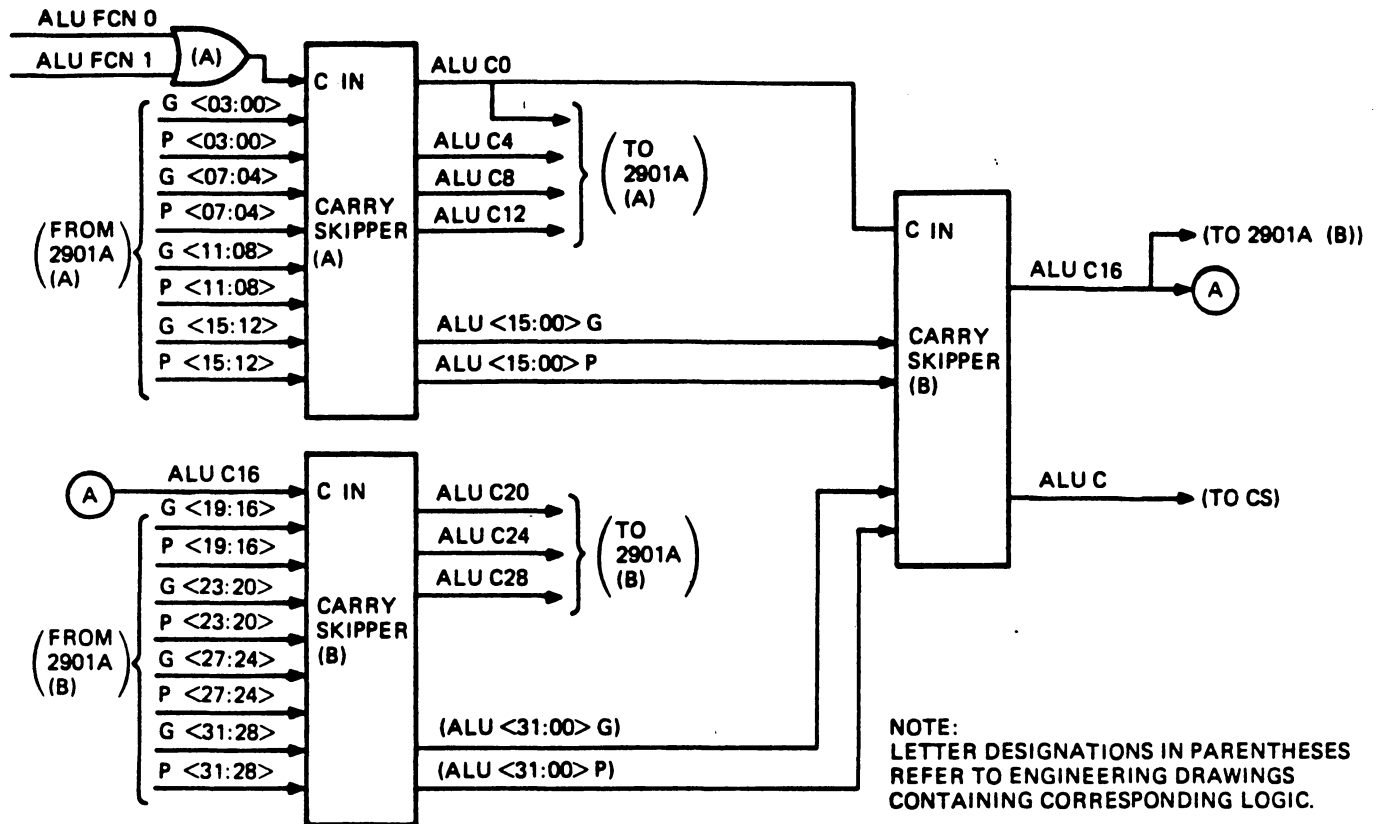 ALU FCN 0
ALU FCN 1
(A)
C IN
G <03:00>
P <03:00>
G <07:04>
P <07:04>
G <11:08>
P <11:08>
G <15:12>
P <15:12>
(FROM
2901A
(A))
CARRY
SKIPPER
(A)
ALU C0
ALU C4
ALU C8
ALU C12
(TO
2901A
(A))
ALU <15:00> G
ALU <15:00> P
C IN
CARRY
SKIPPER
(B)
ALU C16
(TO 2901A (B))
A
ALU C
(TO CS)
A
ALU C16
C IN
G <19:16>
P <19:16>
G <23:20>
P <23:20>
G <27:24>
P <27:24>
G <31:28>
P <31:28>
(FROM
2901A
(B))
CARRY
SKIPPER
(B)
ALU C20
ALU C24
ALU C28
(TO
2901A
(B))
(ALU <31:00> G)
(ALU <31:00> P)
NOTE:
LETTER DESIGNATIONS IN PARENTHESES
REFER TO ENGINEERING DRAWINGS
CONTAINING CORRESPONDING LOGIC.